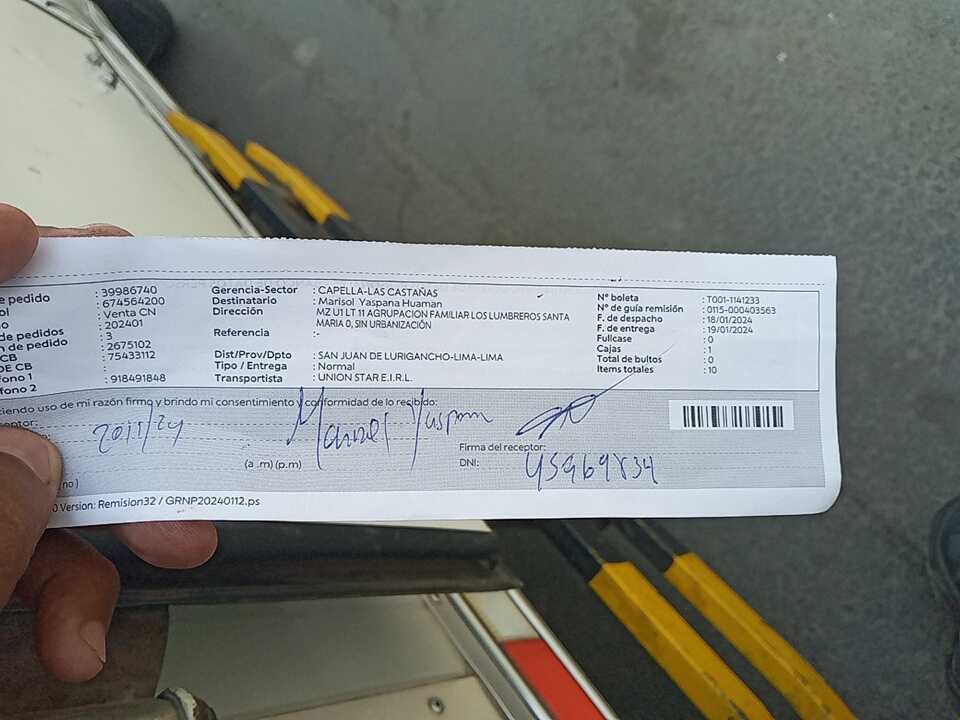 e pedido : 39986740
ol : 674564200
o : Venta CN
: 202401
de pedidos : 3
n de pedido : 2675102
CB : 75433112
DE CB :
fono 1 : 918491848
fono 2
Gerencia-Sector : CAPELLA-LAS CASTAÑAS
Destinatario : Marisol Yaspana Huaman
Dirección MZ U1 LT 11 AGRUPACION FAMILIAR LOS LUMBREROS SANTA
MARIA 0, SIN URBANIZACIÓN
Referencia :-
Dist/Prov/Dpto : SAN JUAN DE LURIGANCHO-LIMA-LIMA
Tipo / Entrega : Normal
Transportista : UNION STAR E.I.R.L.
Nº boleta : T001-1141233
Nº de guía remisión : 0115-000403563
F. de despacho : 18/01/2024
F. de entrega : 19/01/2024
Fullcase : 0
Cajas : 1
Total de bultos : 0
Items totales : 10
ciendo uso de mi razón firmo y brindo mi consentimiento y conformidad de lo recibido:
eptor:
(a .m) (p.m)
Firma del receptor:
DNI: 45969834
no )
0 Version: Remision32 / GRNP20240112.ps